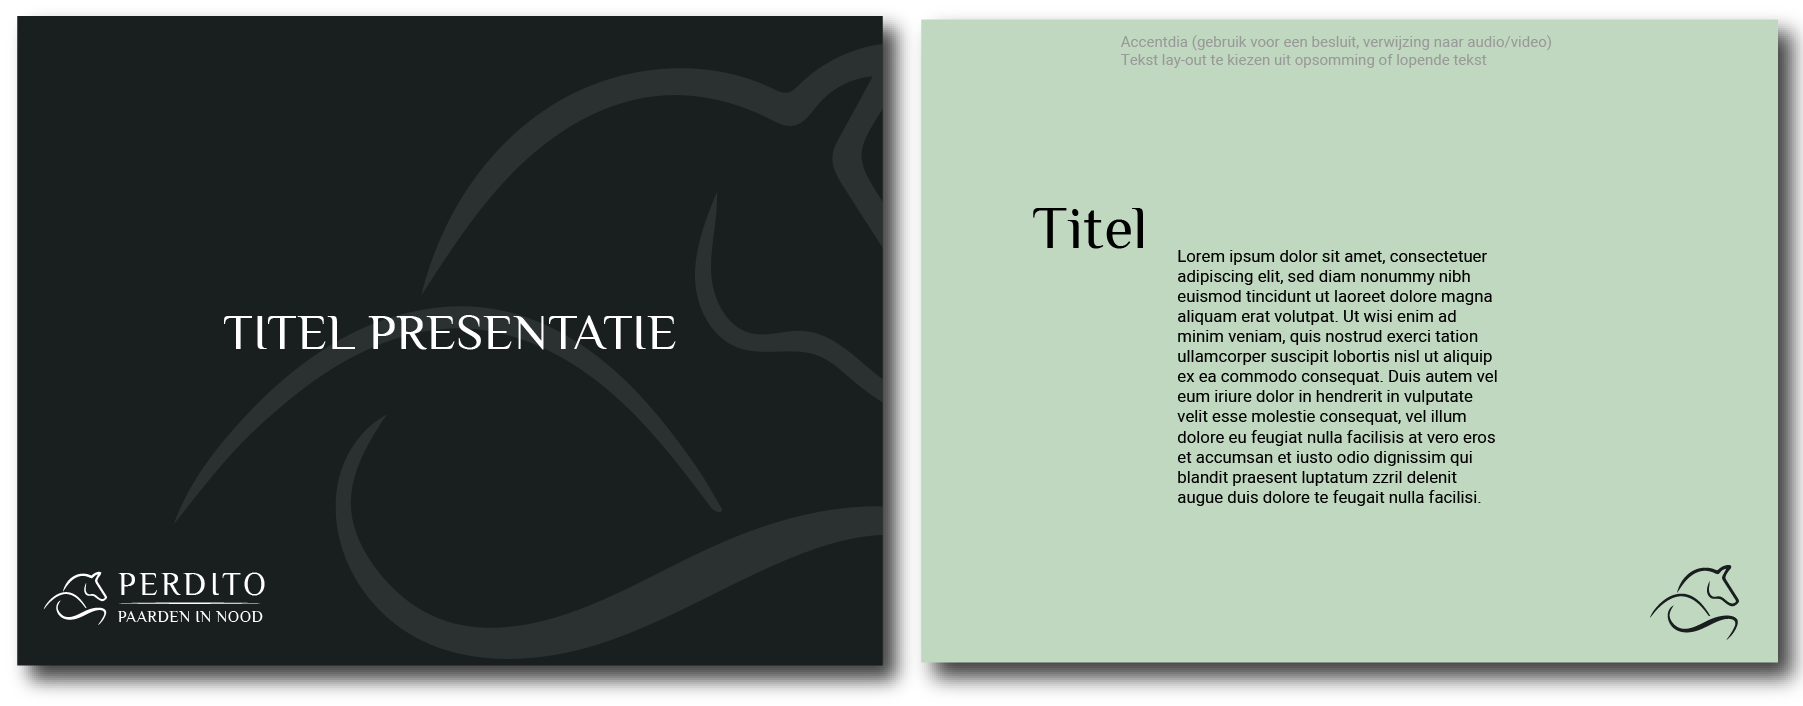 TITEL PRESENTATIE
PERDITO
PAARDEN IN NOOD
Accentdia (gebruik voor een besluit, verwijzing naar audio/video)
Tekst lay-out te kiezen uit opsomming of lopende tekst
Titel
Lorem ipsum dolor sit amet, consectetuer
adipiscing elit, sed diam nonummy nibh
euismod tincidunt ut laoreet dolore magna
aliquam erat volutpat. Ut wisi enim ad
minim veniam, quis nostrud exerci tation
ullamcorper suscipit lobortis nisl ut aliquip
ex ea commodo consequat. Duis autem vel
eum iriure dolor in hendrerit in vulputate
velit esse molestie consequat, vel illum
dolore eu feugiat nulla facilisis at vero eros
et accumsan et iusto odio dignissim qui
blandit praesent luptatum zzril delenit
augue duis dolore te feugait nulla facilisi.